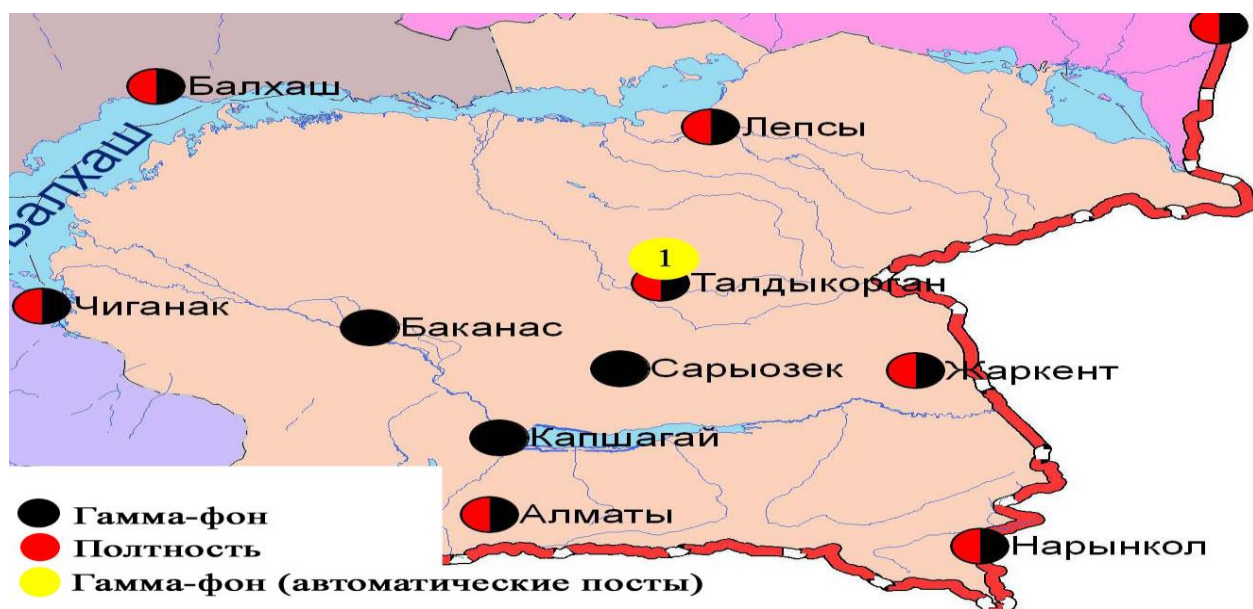 Балхаш
Балхаш
Лепсы
1
Талдыкорган
Чиганак
Баканас
Сарыозек
Жаркент
Капшагай
Алматы
Нарынкол
Гамма-фон
Полтность
Гамма-фон (автоматические посты)